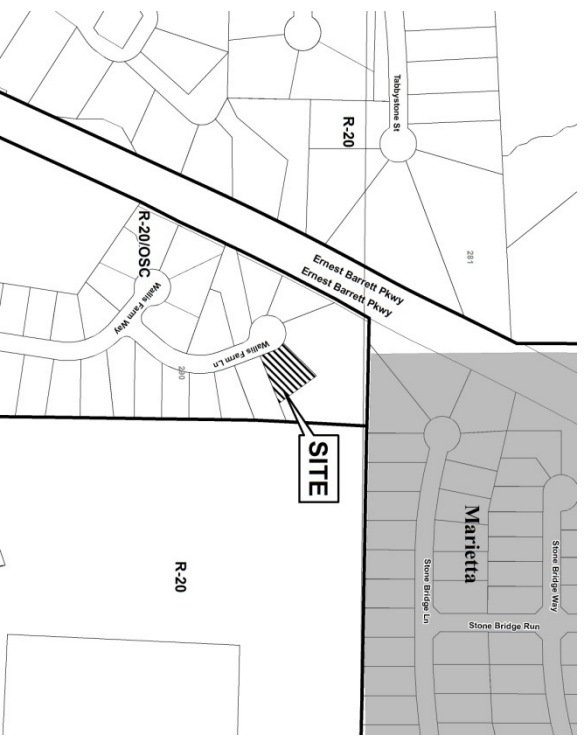 Tabbystone St
R-20
281
Ernest Barrett Pkwy
Ernest Barrett Pkwy
R-20/OSC
Wallis Farm Way
Wallis Farm Ln
290
SITE
Marietta
Stone Bridge Way
Stone Bridge Ln
Stone Bridge Run
R-20